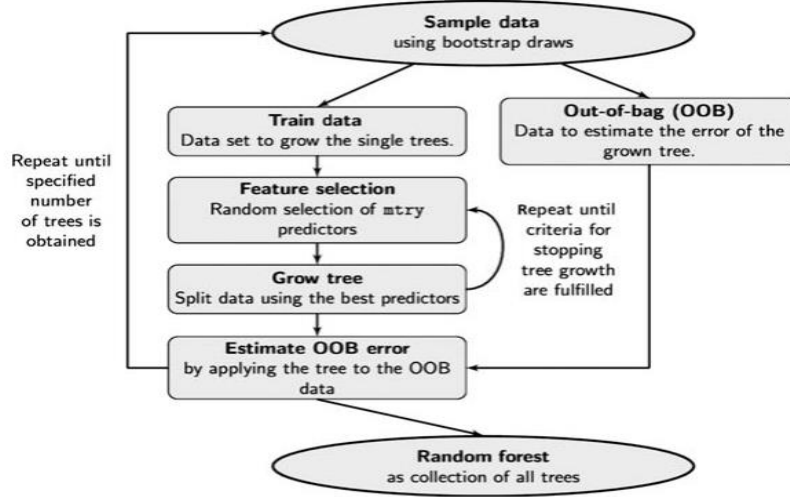 Sample data
using bootstrap draws
Train data
Data set to grow the single trees.
Out-of-bag (OOB)
Data to estimate the error of the
grown tree.
Repeat until
specified
number
of trees is
obtained
Feature selection
Random selection of mtry
predictors
Repeat until
criteria for
stopping
tree growth
are fulfilled
Grow tree
Split data using the best predictors
Estimate OOB error
by applying the tree to the OOB
data
Random forest
as collection of all trees